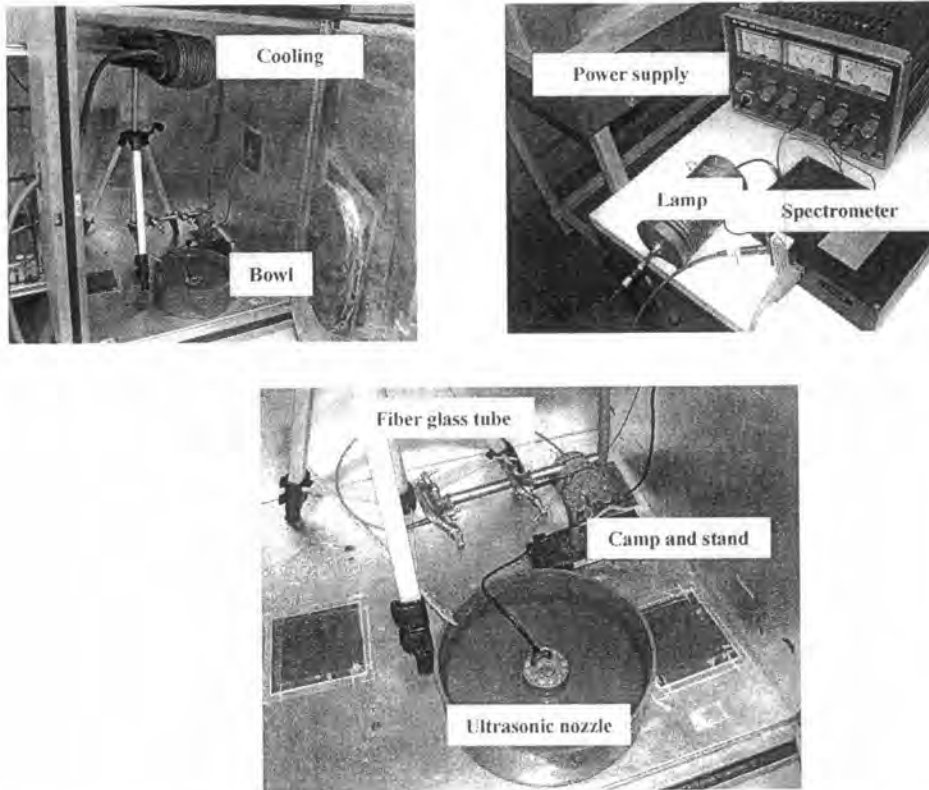 Cooling
Bowl
Power supply
Lamp
Spectrometer
Fiber glass tube
Camp and stand
Ultrasonic nozzle